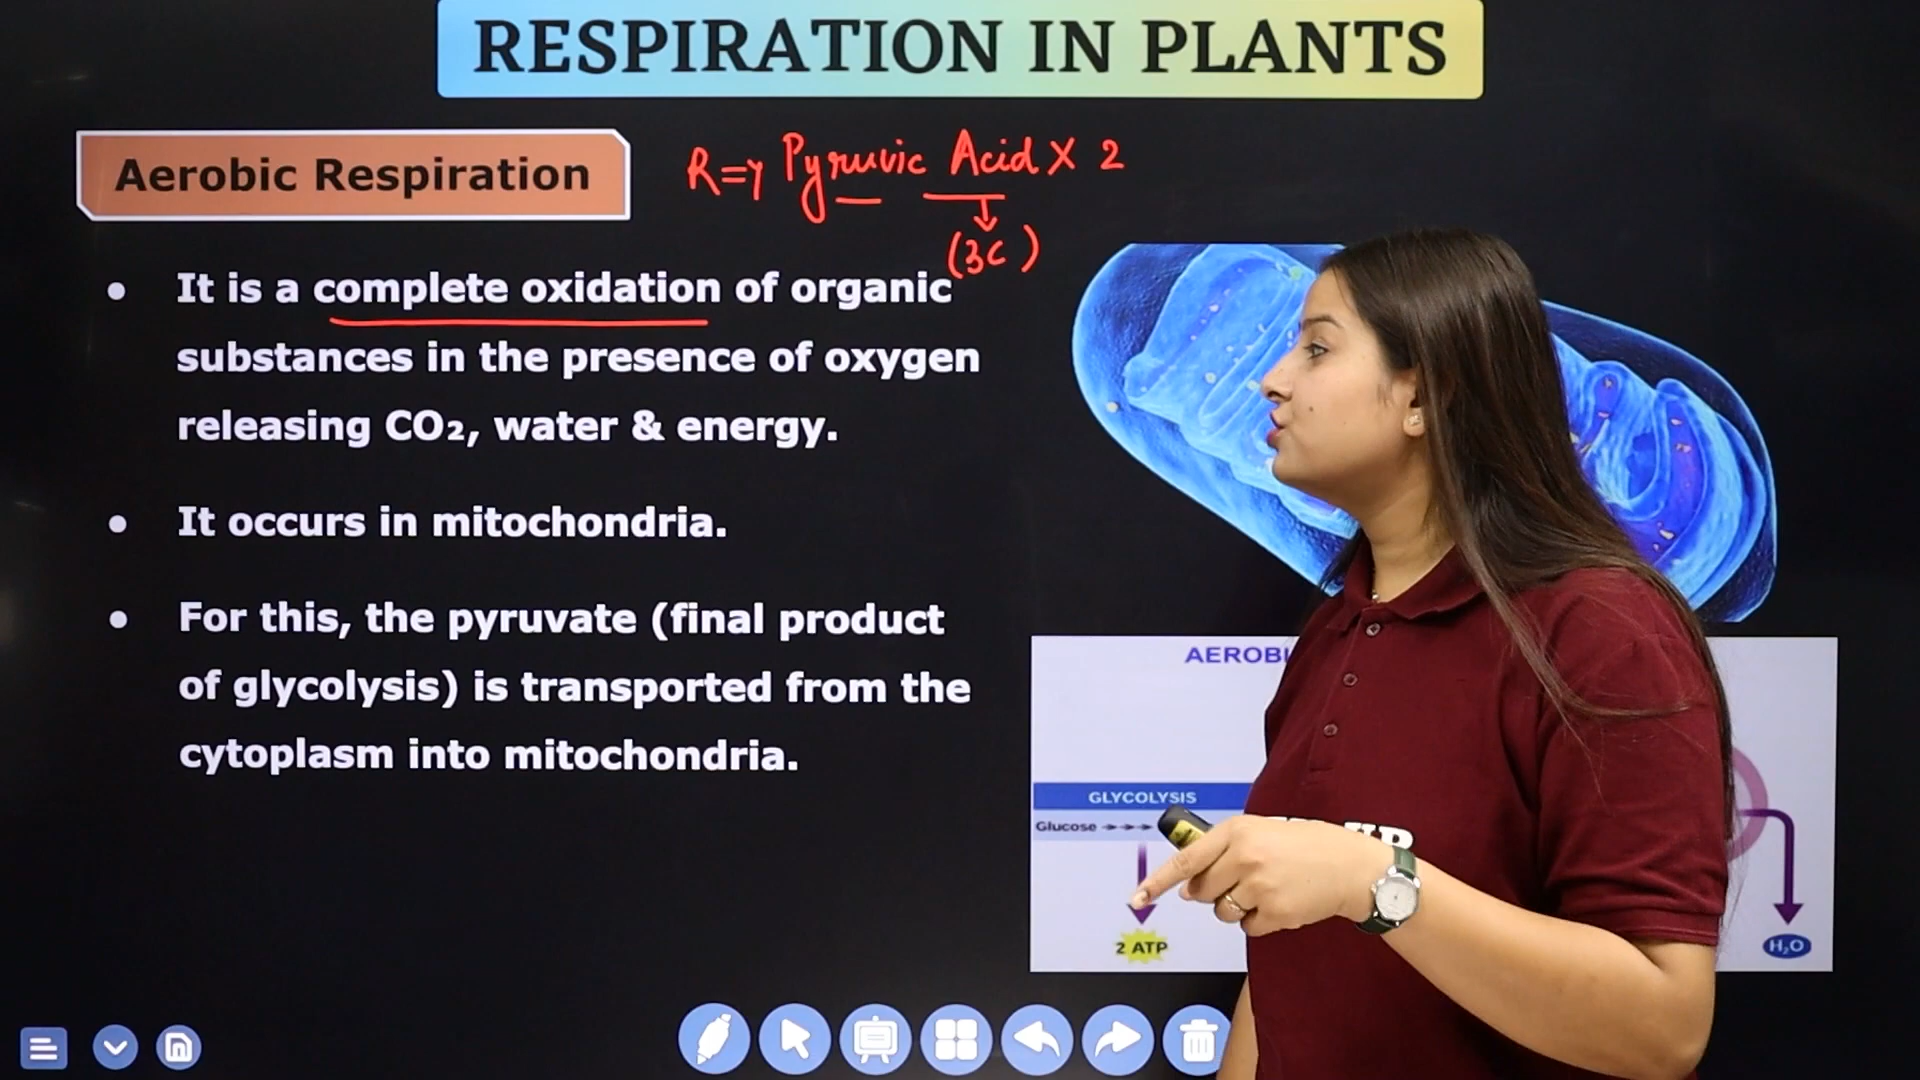 RESPIRATION IN PLANTS
Aerobic Respiration
R=> Pyruvic Acid X 2
(3C)
• It is a complete oxidation of organic
substances in the presence of oxygen
releasing CO₂, water & energy.
• It occurs in mitochondria.
• For this, the pyruvate (final product
of glycolysis) is transported from the
cytoplasm into mitochondria.
AEROBI
GLYCOLYSIS
Glucose
2 ATP
H₂O